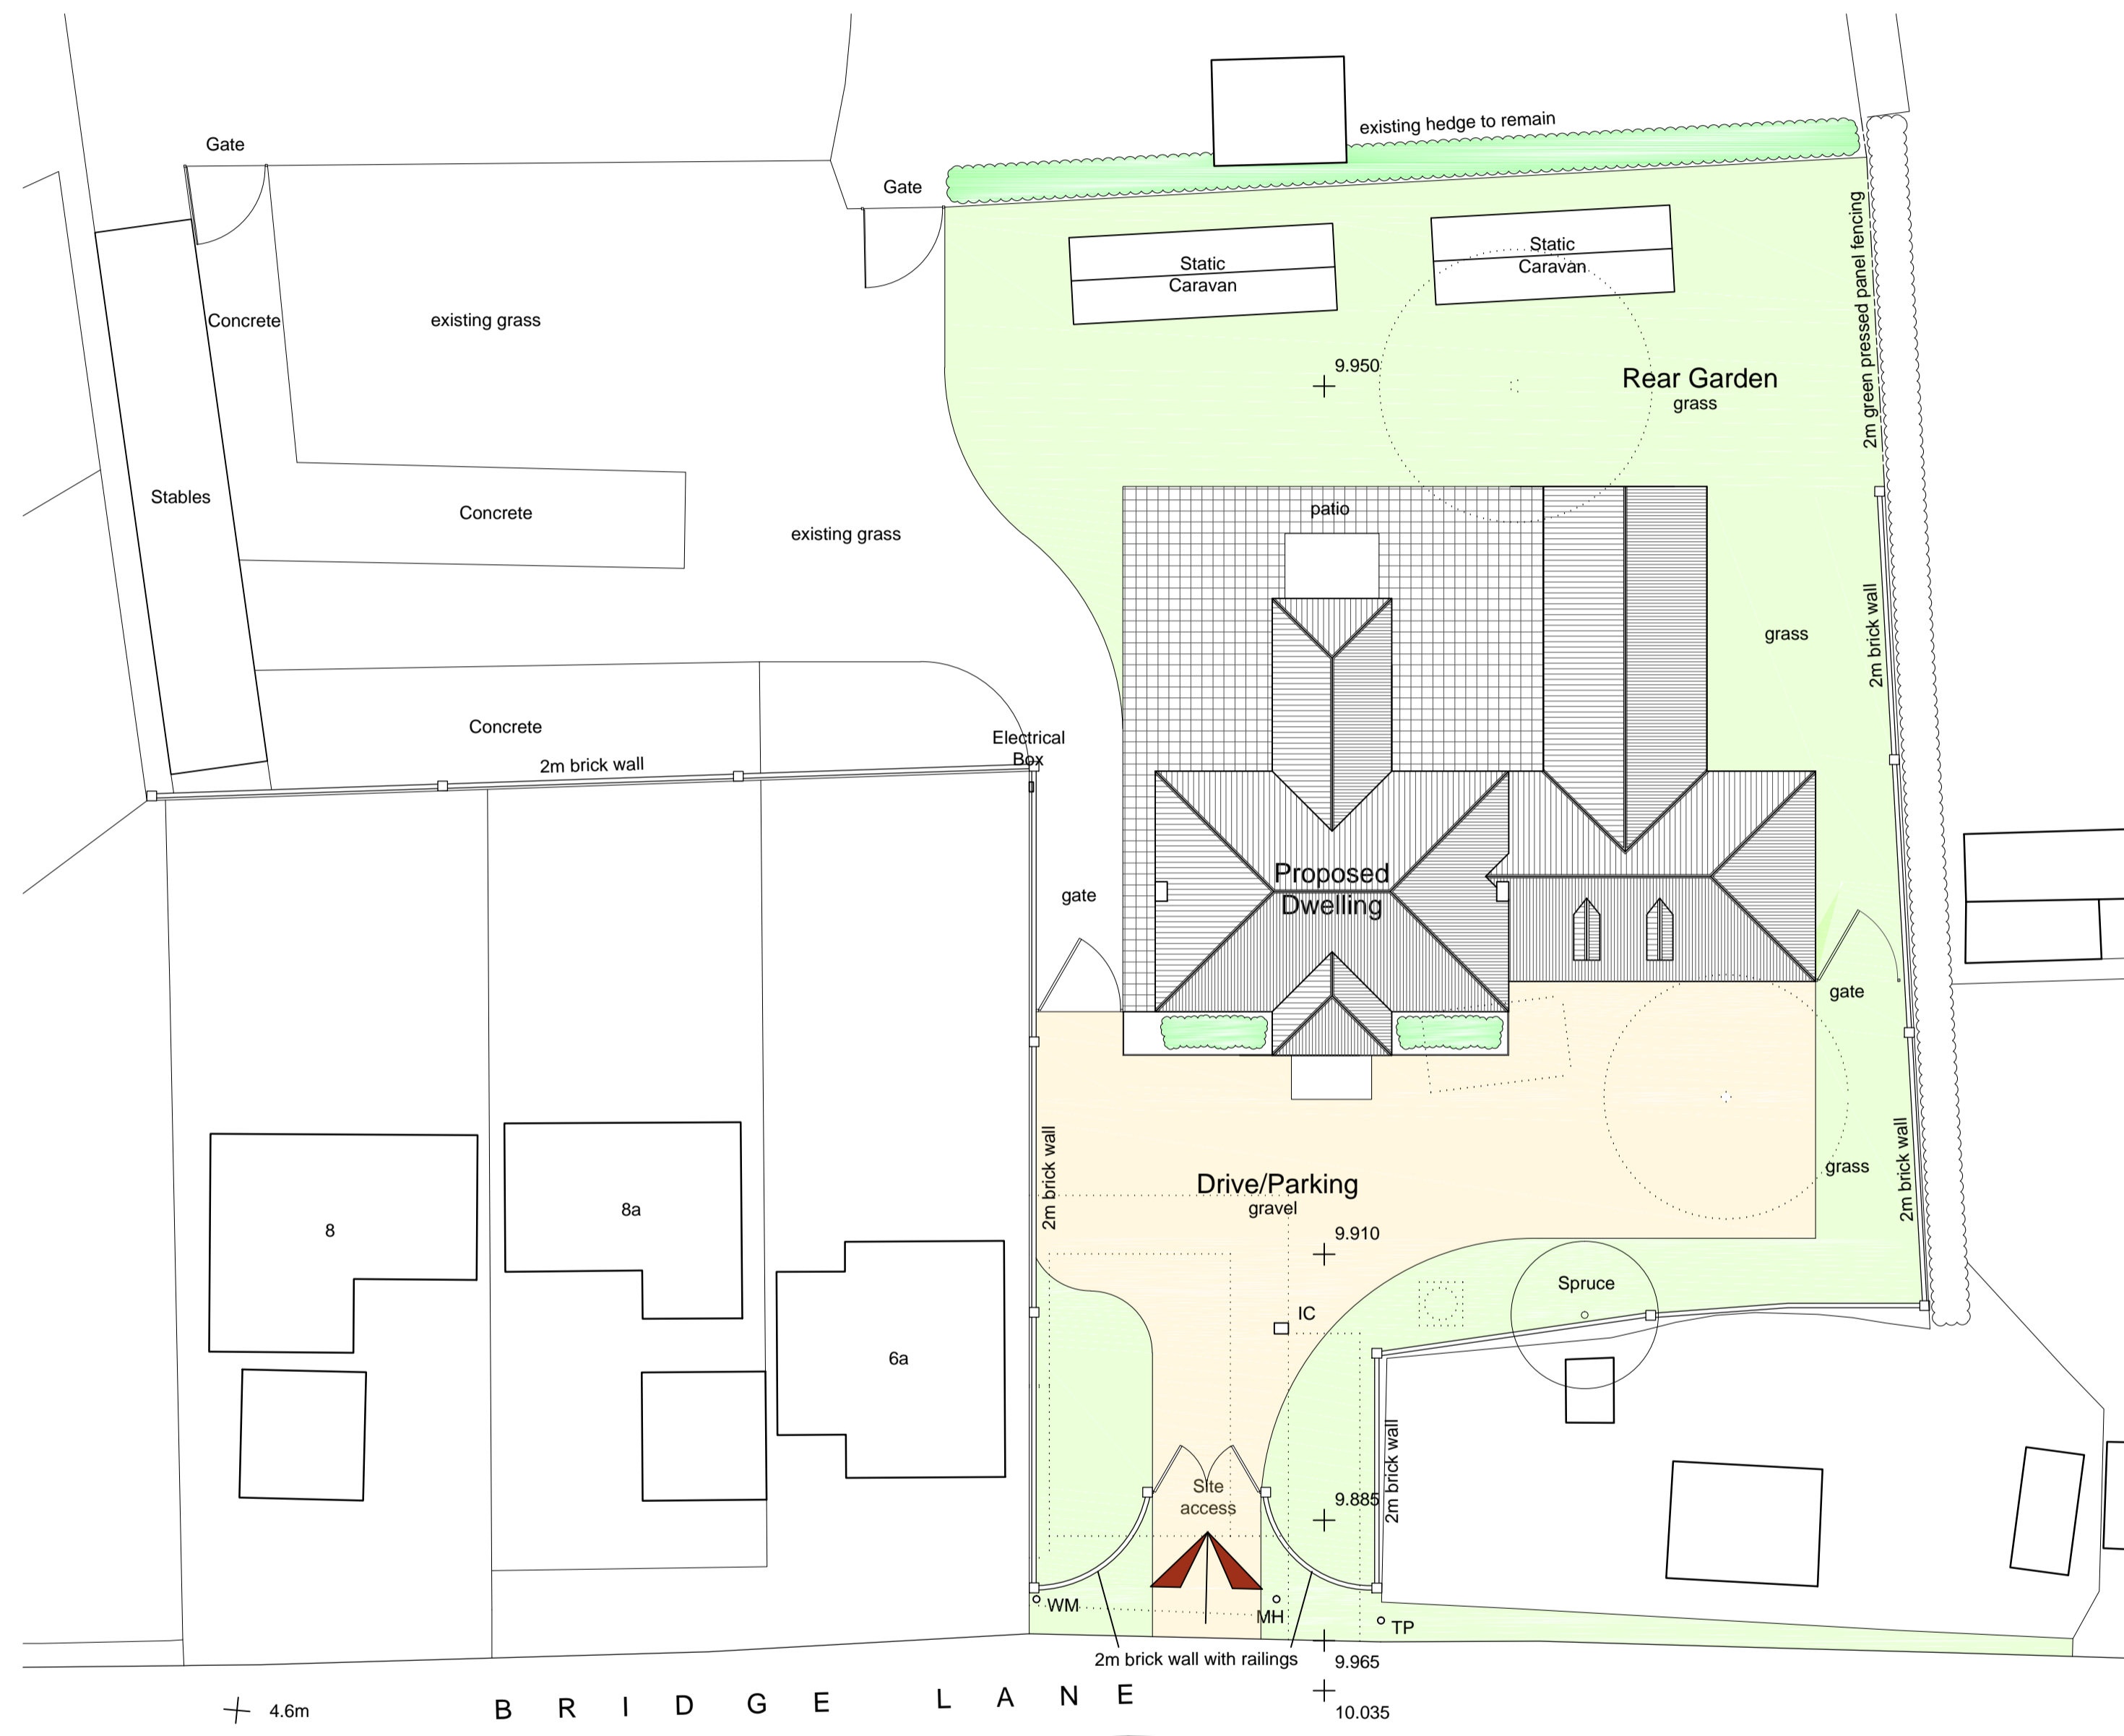 existing hedge to remain
Gate
Gate
2m green pressed panel fencing
Static
Caravan
Static
Caravan
Concrete
existing grass
9.950
Rear Garden
grass
Stables
Concrete
patio
existing grass
2m brick wall
grass
Concrete
Electrical
Box
2m brick wall
Proposed
Dwelling
gate
gate
2m brick wall
grass
2m brick wall
Drive/Parking
gravel
8
8a
9.910
Spruce
IC
6a
2m brick wall
Site
access
9.885
WM
MH
TP
2m brick wall with railings
9.965
BRIDGE LANE
4.6m
10.035